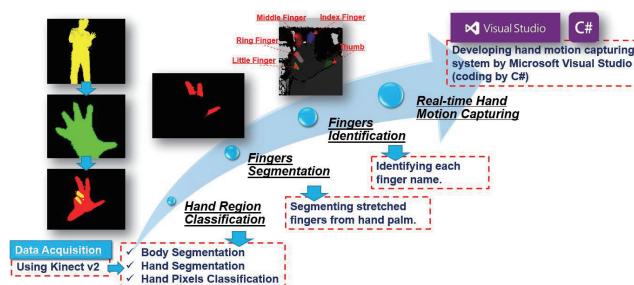 Middle Finger
Index Finger
Ring Finger
Thumb
Little Finger
Visual Studio
C#
Developing hand motion capturing
system by Microsoft Visual Studio
(coding by C#)
Real-time Hand
Motion Capturing
Fingers
Identification
Identifying each
finger name.
Fingers
Segmentation
Segmenting stretched
fingers from hand palm.
Hand Region
Classification
Data Acquisition
Using Kinect v2
✓ Body Segmentation
✓ Hand Segmentation
✓ Hand Pixels Classification